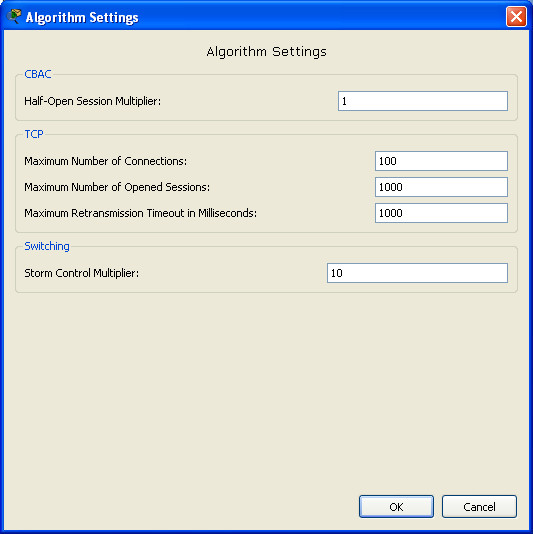 Algorithm Settings
Algorithm Settings
CBAC
Half-Open Session Multiplier: 1
TCP
Maximum Number of Connections: 100
Maximum Number of Opened Sessions: 1000
Maximum Retransmission Timeout in Milliseconds: 1000
Switching
Storm Control Multiplier: 10
OK Cancel